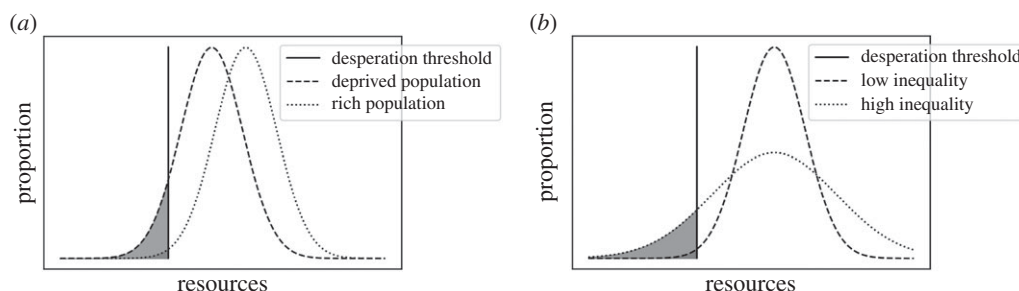 (a)
desperation threshold
deprived population
rich population
proportion
resources
(b)
desperation threshold
low inequality
high inequality
proportion
resources